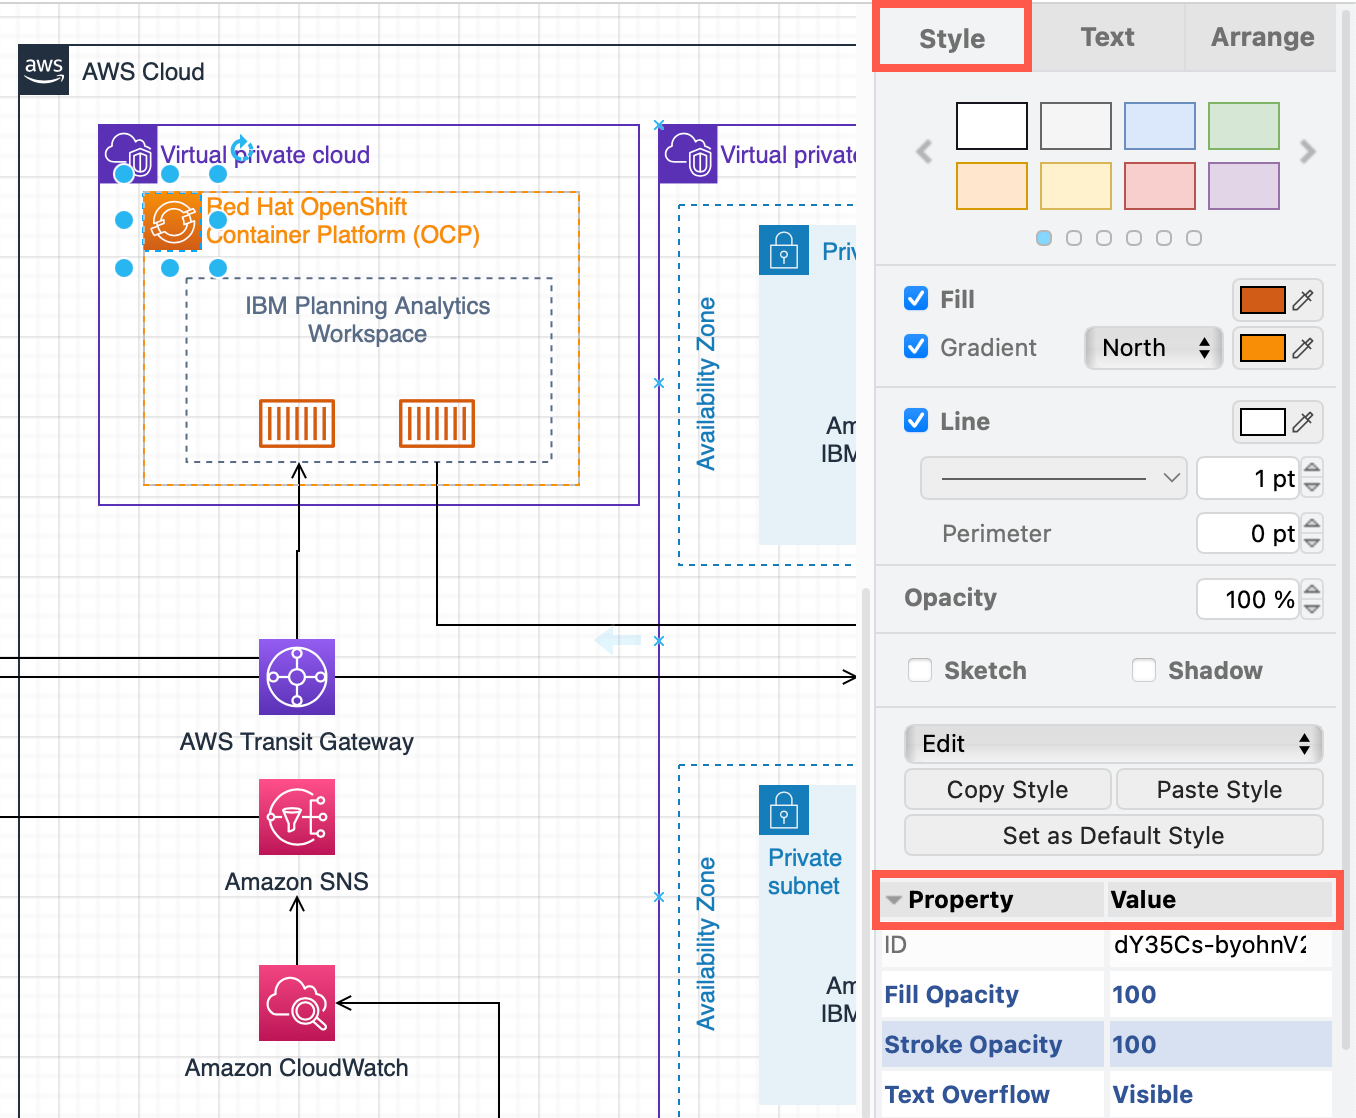 aws
AWS Cloud
Virtual private cloud
Red Hat OpenShift
Container Platform (OCP)
IBM Planning Analytics
Workspace
AWS Transit Gateway
Amazon SNS
Amazon CloudWatch
Virtual private
Availability Zone
Priv
Am
IBM
Availability Zone
Private
subnet
Am
IBM
Style
Text
Arrange
Fill
Gradient
North
Line
1 pt
Perimeter
0 pt
Opacity
100 %
Sketch
Shadow
Edit
Copy Style
Paste Style
Set as Default Style
Property
Value
ID
dY35Cs-byohnV2
Fill Opacity
100
Stroke Opacity
100
Text Overflow
Visible